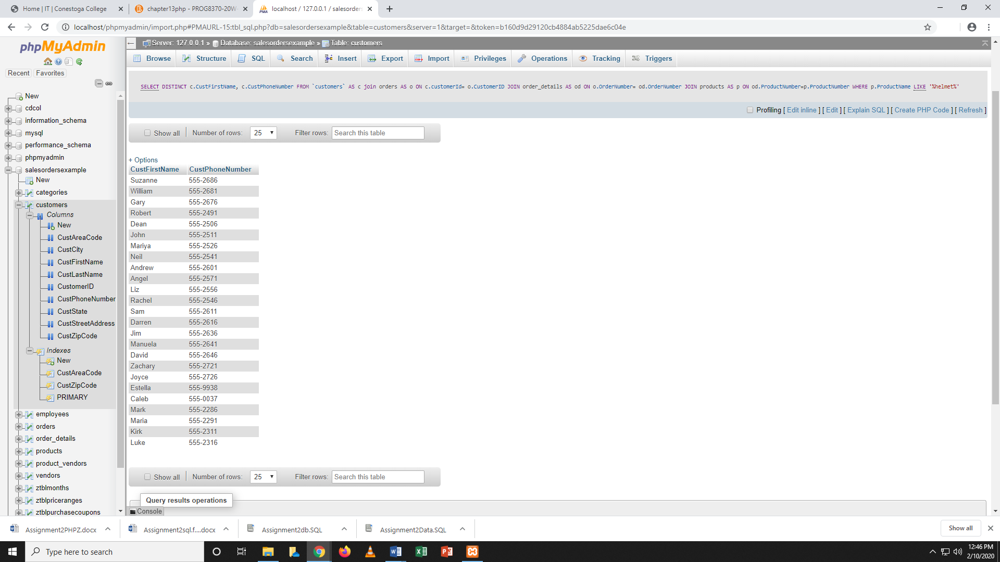 Home | IT | Conestoga College
chapter13php - PROG8370-20W-
localhost / 127.0.0.1 / salesorders
localhost/phpmyadmin/import.php#PMAURL-15:tbl_sql.php?db=salesordersexample&table=customers&server=1&target=&token=b160d9d29120cb4884ab5225dae6c04e
phpMyAdmin
Recent Favorites
New
cdcol
information_schema
mysql
performance_schema
phpmyadmin
salesordersexample
New
categories
customers
Columns
New
CustAreaCode
CustCity
CustFirstName
CustLastName
CustomerID
CustPhoneNumber
CustState
CustStreetAddress
CustZipCode
Indexes
New
CustAreaCode
CustZipCode
PRIMARY
employees
orders
order_details
products
product_vendors
vendors
ztblmonths
ztblpriceranges
ztblpurchasecoupons
Server: 127.0.0.1 » Database: salesordersexample » Table: customers
Browse Structure SQL Search Insert Export Import Privileges Operations Tracking Triggers
SELECT DISTINCT c.CustFirstName, c.CustPhoneNumber FROM `customers` AS c join orders AS o ON c.customerId= o.CustomerID JOIN order_details AS od ON o.OrderNumber= od.OrderNumber JOIN products AS p ON od.ProductNumber=p.ProductNumber WHERE p.ProductName LIKE '%helmet%'
Profiling [ Edit inline ] [ Edit ] [ Explain SQL ] [ Create PHP Code ] [ Refresh ]
Show all Number of rows: 25 Filter rows: Search this table
+ Options
CustFirstName CustPhoneNumber
Suzanne 555-2686
William 555-2681
Gary 555-2676
Robert 555-2491
Dean 555-2506
John 555-2511
Mariya 555-2526
Neil 555-2541
Andrew 555-2601
Angel 555-2571
Liz 555-2556
Rachel 555-2546
Sam 555-2611
Darren 555-2616
Jim 555-2636
Manuela 555-2641
David 555-2646
Zachary 555-2721
Joyce 555-2726
Estella 555-9938
Caleb 555-0037
Mark 555-2286
Maria 555-2291
Kirk 555-2311
Luke 555-2316
Show all Number of rows: 25 Filter rows: Search this table
Query results operations
Console
Assignment2PHPZ.docx Assignment2sql.f....docx Assignment2db.SQL Assignment2Data.SQL Show all
Type here to search
12:46 PM
2/10/2020